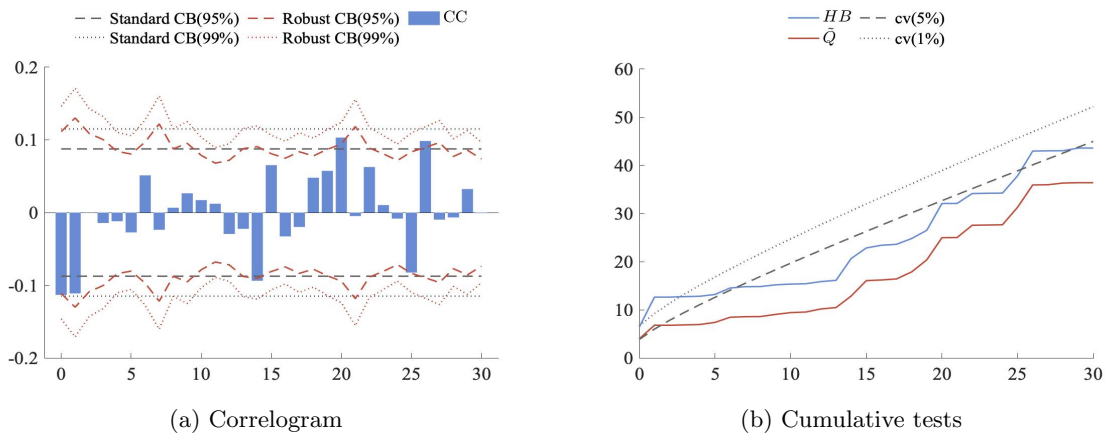 Standard CB(95%) Robust CB(95%) CC
Standard CB(99%) Robust CB(99%)
0.2
0.1
0
-0.1
-0.2
0 5 10 15 20 25 30
(a) Correlogram
HB cv(5%)
Q̃ cv(1%)
60
50
40
30
20
10
0
0 5 10 15 20 25 30
(b) Cumulative tests